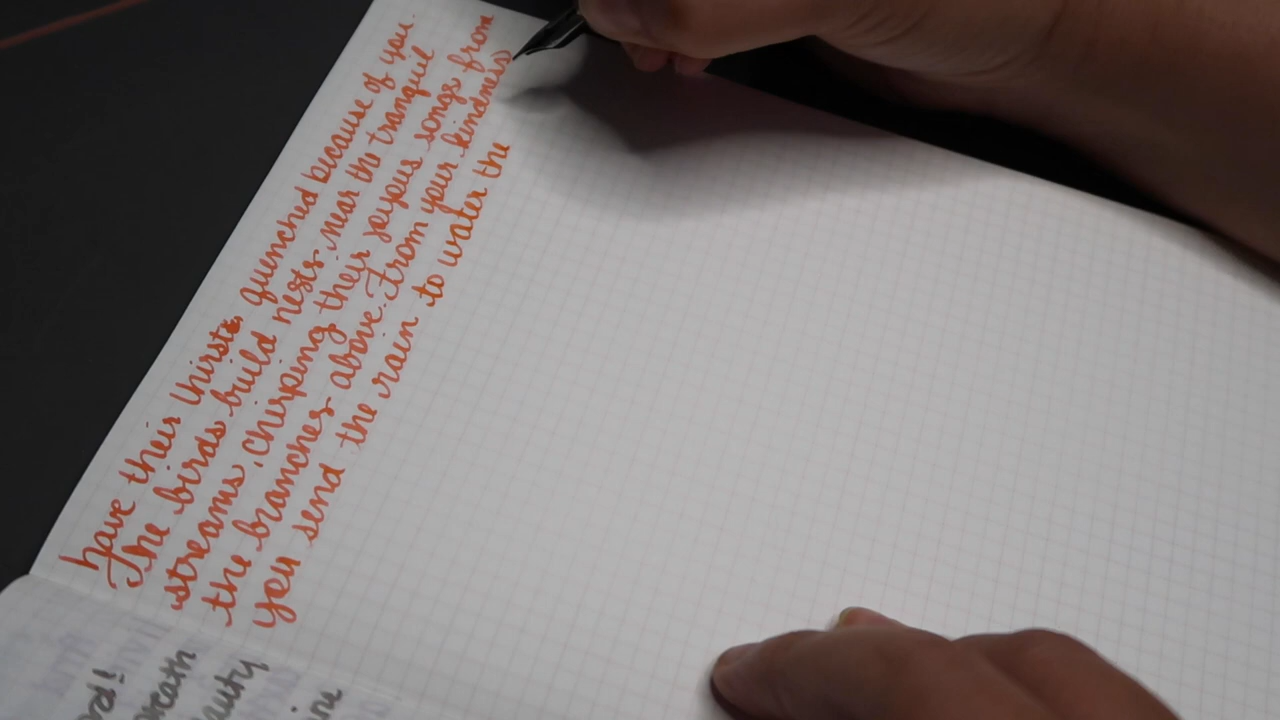 have their thirsts quenched because of you.
The birds build nests near the tranquil
streams, chirping their joyous songs from
the branches above. From your kindness
you send the rain to water the